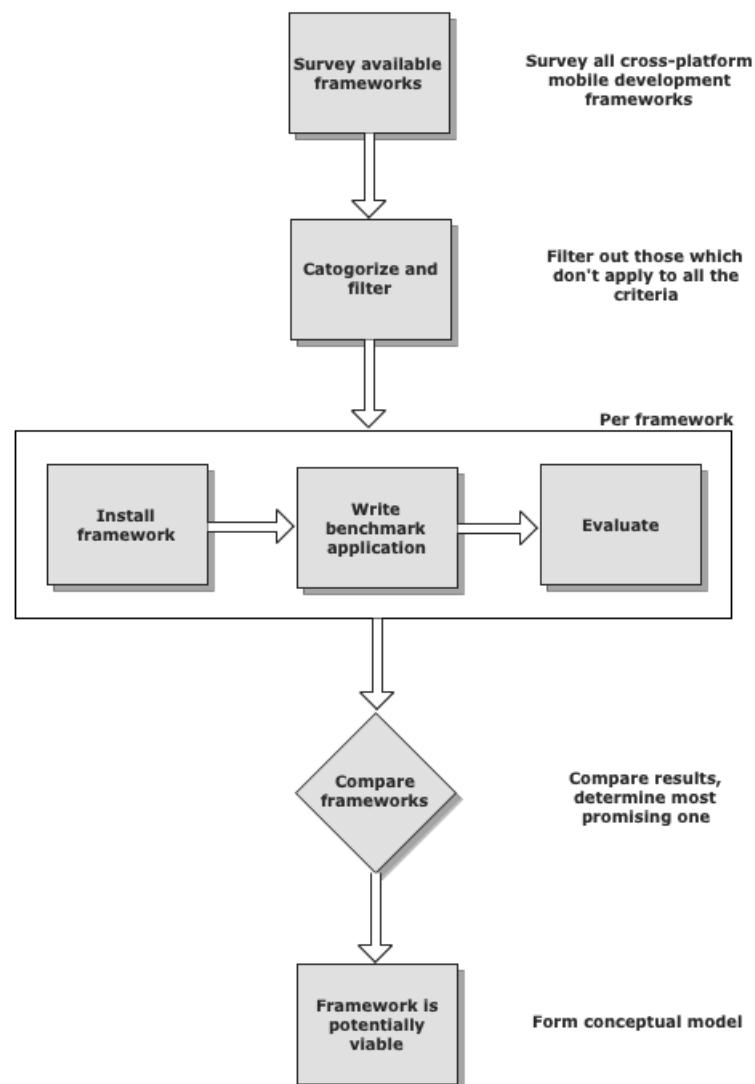 Survey available
frameworks
Survey all cross-platform
mobile development
frameworks
Catogorize and
filter
Filter out those which
don't apply to all the
criteria
Per framework
Install
framework
Write
benchmark
application
Evaluate
Compare
frameworks
Compare results,
determine most
promising one
Framework is
potentially
viable
Form conceptual model